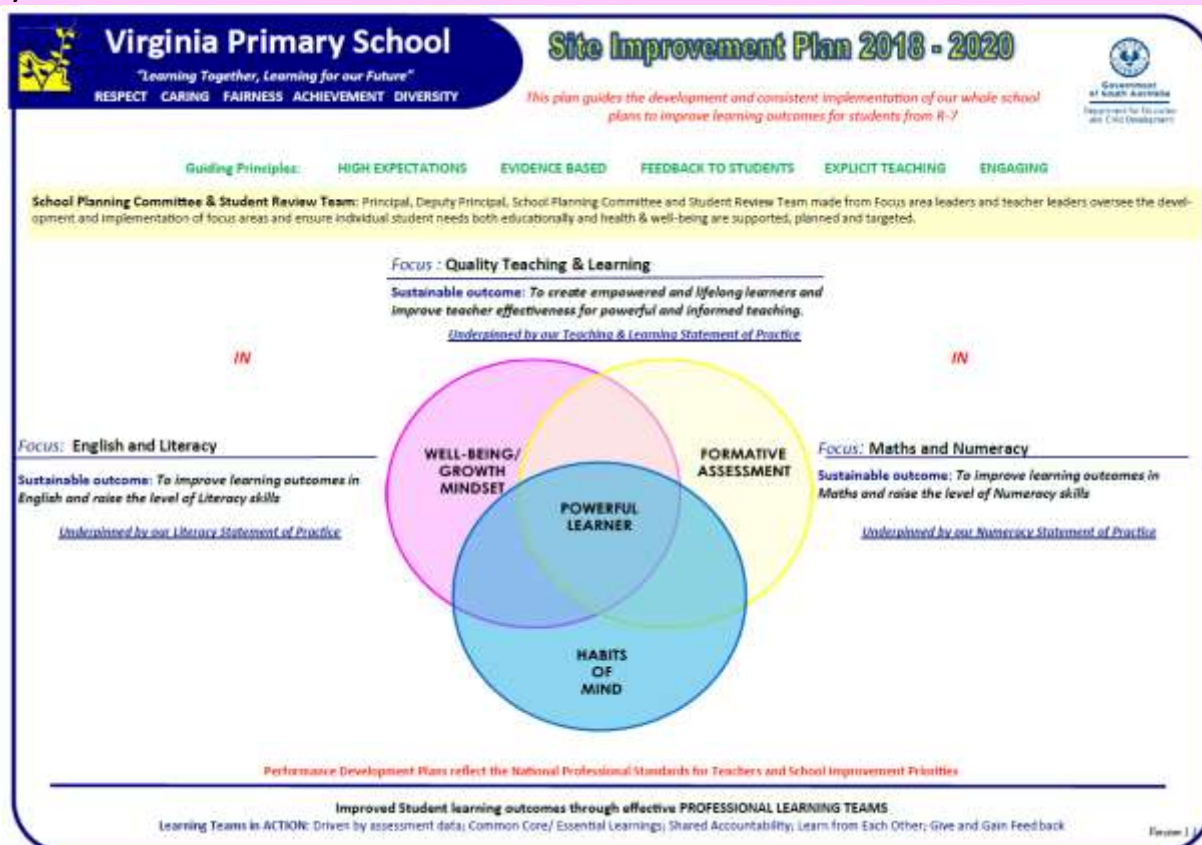 Virginia Primary School
"Learning Together, Learning for our Future"
RESPECT CARING FAIRNESS ACHIEVEMENT DIVERSITY
Site Improvement Plan 2018 - 2020
This plan guides the development and consistent implementation of our whole school
plans to improve learning outcomes for students from R-7
Government
of South Australia
Department for Education
and Child Development
Guiding Principles: HIGH EXPECTATIONS EVIDENCE BASED FEEDBACK TO STUDENTS EXPLICIT TEACHING ENGAGING
School Planning Committee & Student Review Team: Principal, Deputy Principal, School Planning Committee and Student Review Team made from Focus area leaders and teacher leaders oversee the devel-
opment and implementation of focus areas and ensure individual student needs both educationally and health & well-being are supported, planned and targeted.
Focus : Quality Teaching & Learning
Sustainable outcome: To create empowered and lifelong learners and
improve teacher effectiveness for powerful and informed teaching.
Underpinned by our Teaching & Learning Statement of Practice
IN
IN
Focus: English and Literacy
Sustainable outcome: To improve learning outcomes in
English and raise the level of Literacy skills
Underpinned by our Literacy Statement of Practice
WELL-BEING/
GROWTH
MINDSET
FORMATIVE
ASSESSMENT
POWERFUL
LEARNER
HABITS
OF
MIND
Focus: Maths and Numeracy
Sustainable outcome: To improve learning outcomes in
Maths and raise the level of Numeracy skills
Underpinned by our Numeracy Statement of Practice
Performance Development Plans reflect the National Professional Standards for Teachers and School Improvement Priorities
Improved Student learning outcomes through effective PROFESSIONAL LEARNING TEAMS
Learning Teams in ACTION: Driven by assessment data; Common Core/ Essential Learnings; Shared Accountability; Learn from Each Other; Give and Gain Feedback
Version